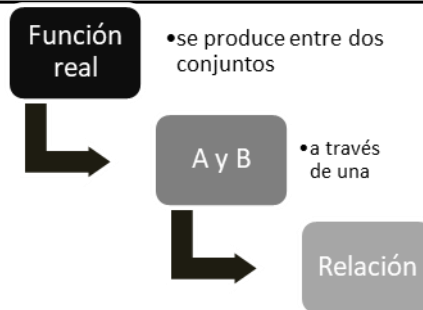 Función
real
•se produce entre dos
conjuntos
A y B
•a través
de una
Relación